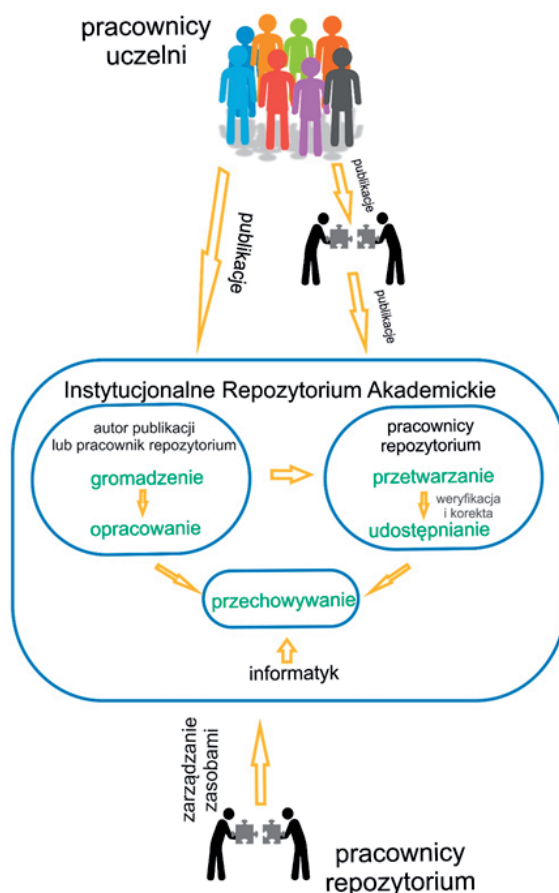 pracownicy
uczelni
publikacje
publikacje
publikacje
Instytucjonalne Repozytorium Akademickie
autor publikacji
lub pracownik repozytorium
gromadzenie
opracowanie
pracownicy
repozytorium
przetwarzanie
weryfikacja
i korekta
udostępnianie
przechowywanie
informatyk
zarządzanie
zasobami
pracownicy
repozytorium